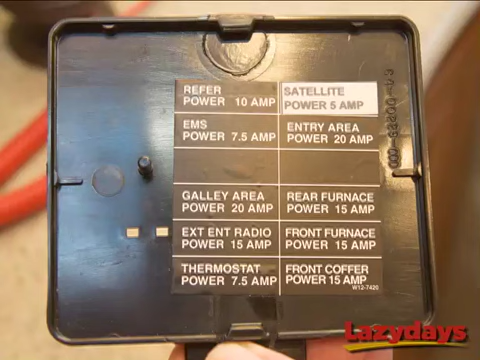 REFER
POWER 10 AMP
SATELLITE
POWER 5 AMP
EMS
POWER 7.5 AMP
ENTRY AREA
POWER 20 AMP
GALLEY AREA
POWER 20 AMP
REAR FURNACE
POWER 15 AMP
EXT ENT RADIO
POWER 15 AMP
FRONT FURNACE
POWER 15 AMP
THERMOSTAT
POWER 7.5 AMP
FRONT COFFER
POWER 15 AMP
W12-7420
Lazydays